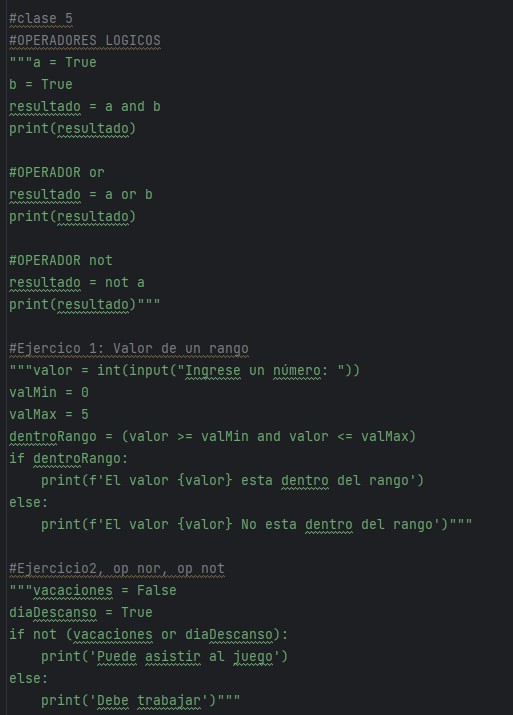 #clase 5
#OPERADORES LOGICOS
"""a = True
b = True
resultado = a and b
print(resultado)

#OPERADOR or
resultado = a or b
print(resultado)

#OPERADOR not
resultado = not a
print(resultado)"""

#Ejercico 1: Valor de un rango
"""valor = int(input("Ingrese un número: "))
valMin = 0
valMax = 5
dentroRango = (valor >= valMin and valor <= valMax)
if dentroRango:
    print(f'El valor {valor} esta dentro del rango')
else:
    print(f'El valor {valor} No esta dentro del rango')"""

#Ejercicio2, op nor, op not
"""vacaciones = False
diaDescanso = True
if not (vacaciones or diaDescanso):
    print('Puede asistir al juego')
else:
    print('Debe trabajar')"""